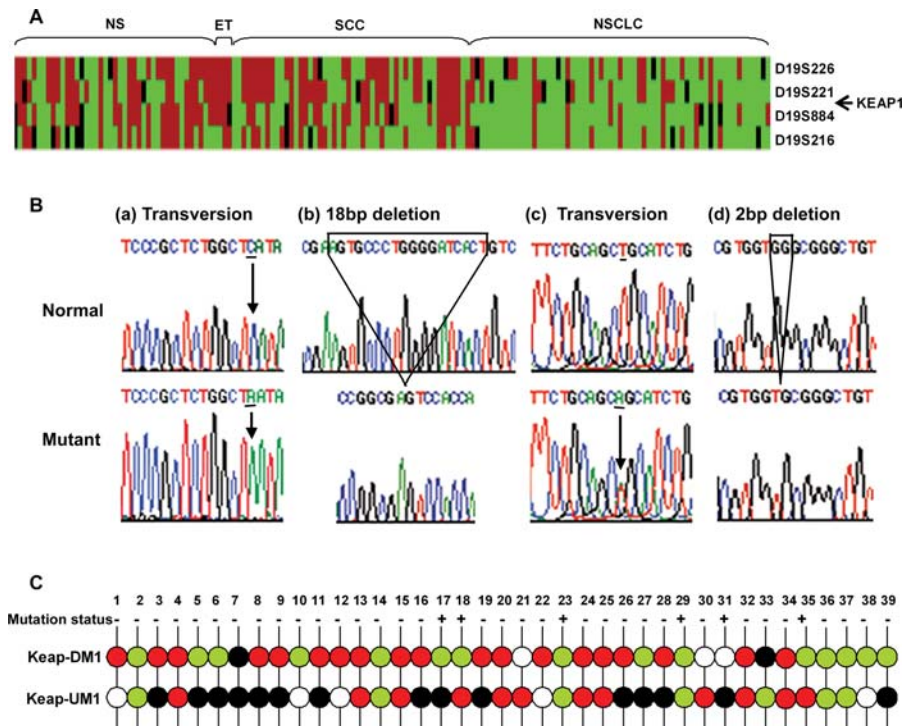 A
NS ET SCC NSCLC
D19S226
D19S221
KEAP1
D19S884
D19S216
B
(a) Transversion (b) 18bp deletion (c) Transversion (d) 2bp deletion
TCCCGCTCTGGCTCATA CGAAGTGCCCTGGGGATCACTGTC TTCTGCAGCTGCATCTG CGTGGTGGGCGGGCTGT
Normal
TCCCGCTCTGGCTAATA CCGGCGAGTCCACCA TTCTGCAGCAGCATCTG CGTGGTGCGGGCTGT
Mutant
C
1 2 3 4 5 6 7 8 9 10 11 12 13 14 15 16 17 18 19 20 21 22 23 24 25 26 27 28 29 30 31 32 33 34 35 36 37 38 39
Mutation status - - - - - - - - - - - - - - - - + + - - - - + - - - - - + - + - - - + - - - -
Keap-DM1
Keap-UM1